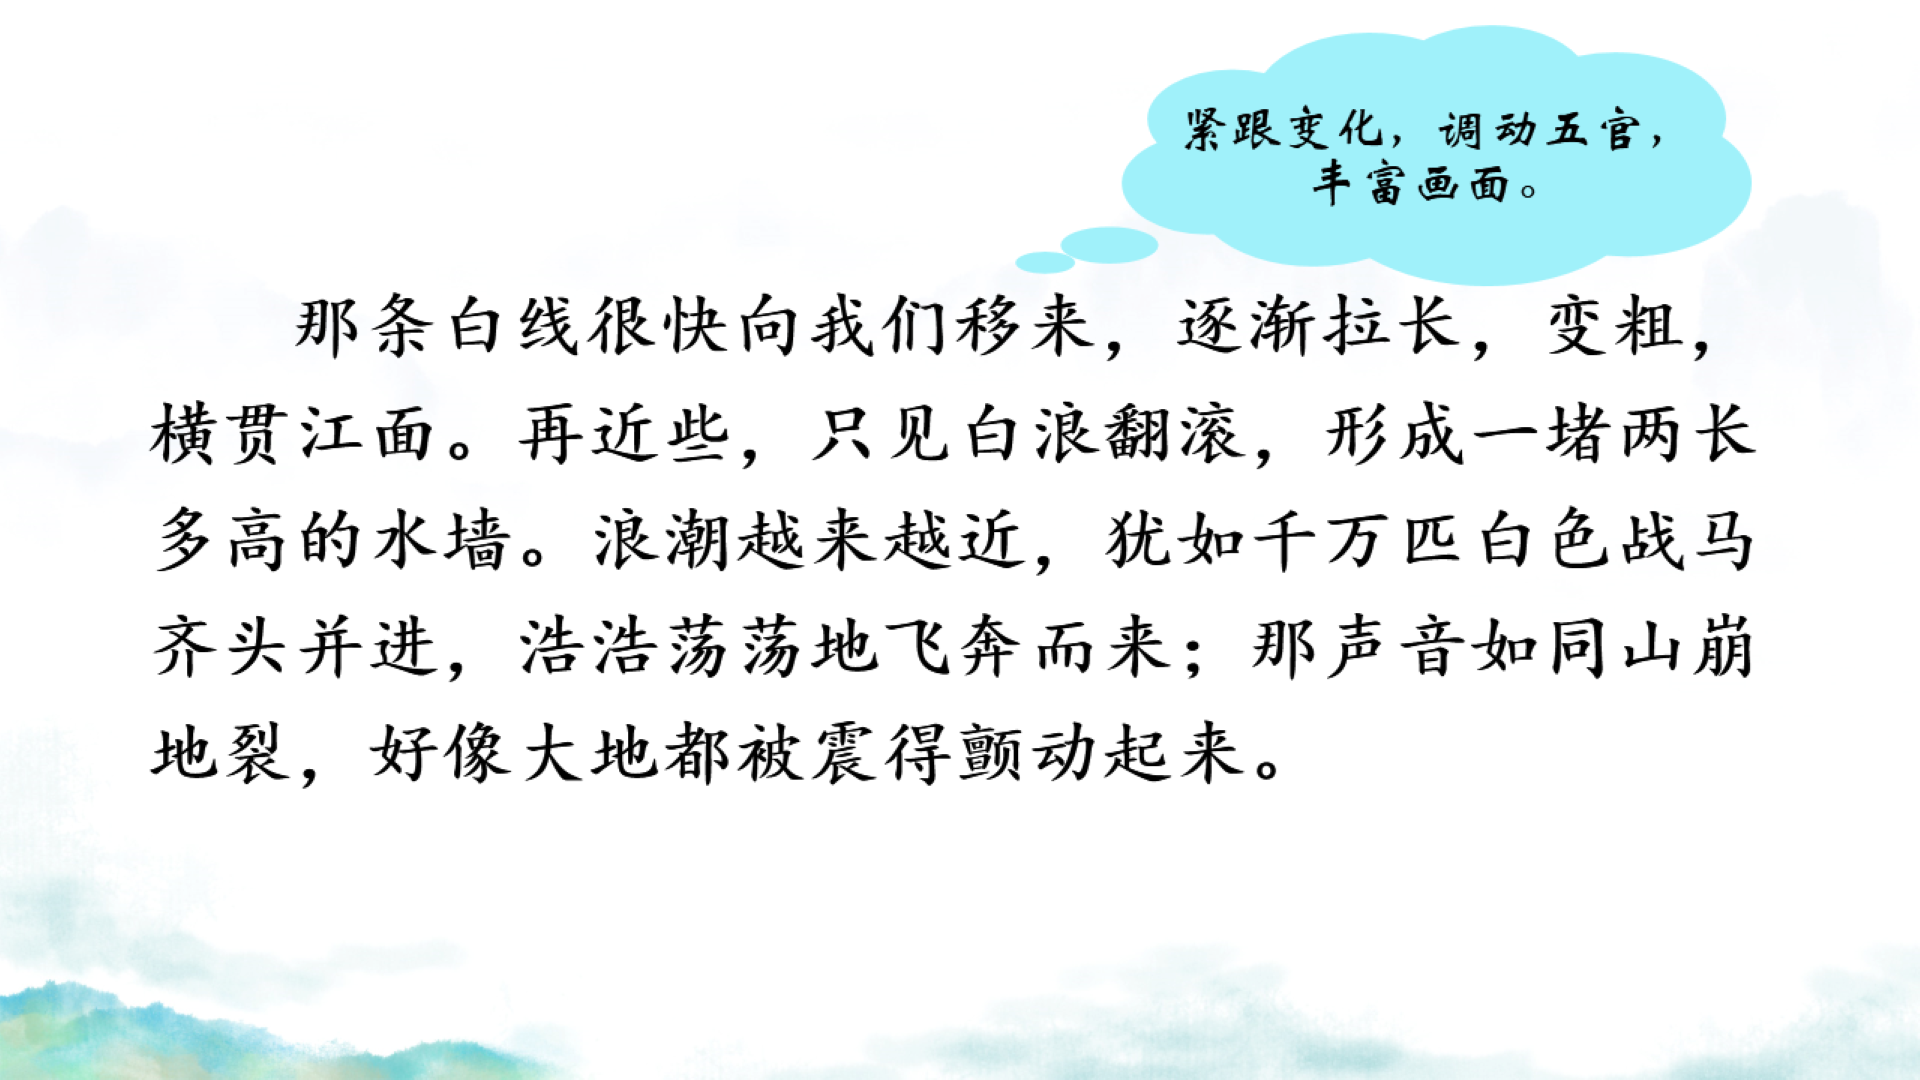 紧跟变化，调动五官，
丰富画面。
那条白线很快向我们移来，逐渐拉长，变粗，
横贯江面。再近些，只见白浪翻滚，形成一堵两长
多高的水墙。浪潮越来越近，犹如千万匹白色战马
齐头并进，浩浩荡荡地飞奔而来；那声音如同山崩
地裂，好像大地都被震得颤动起来。